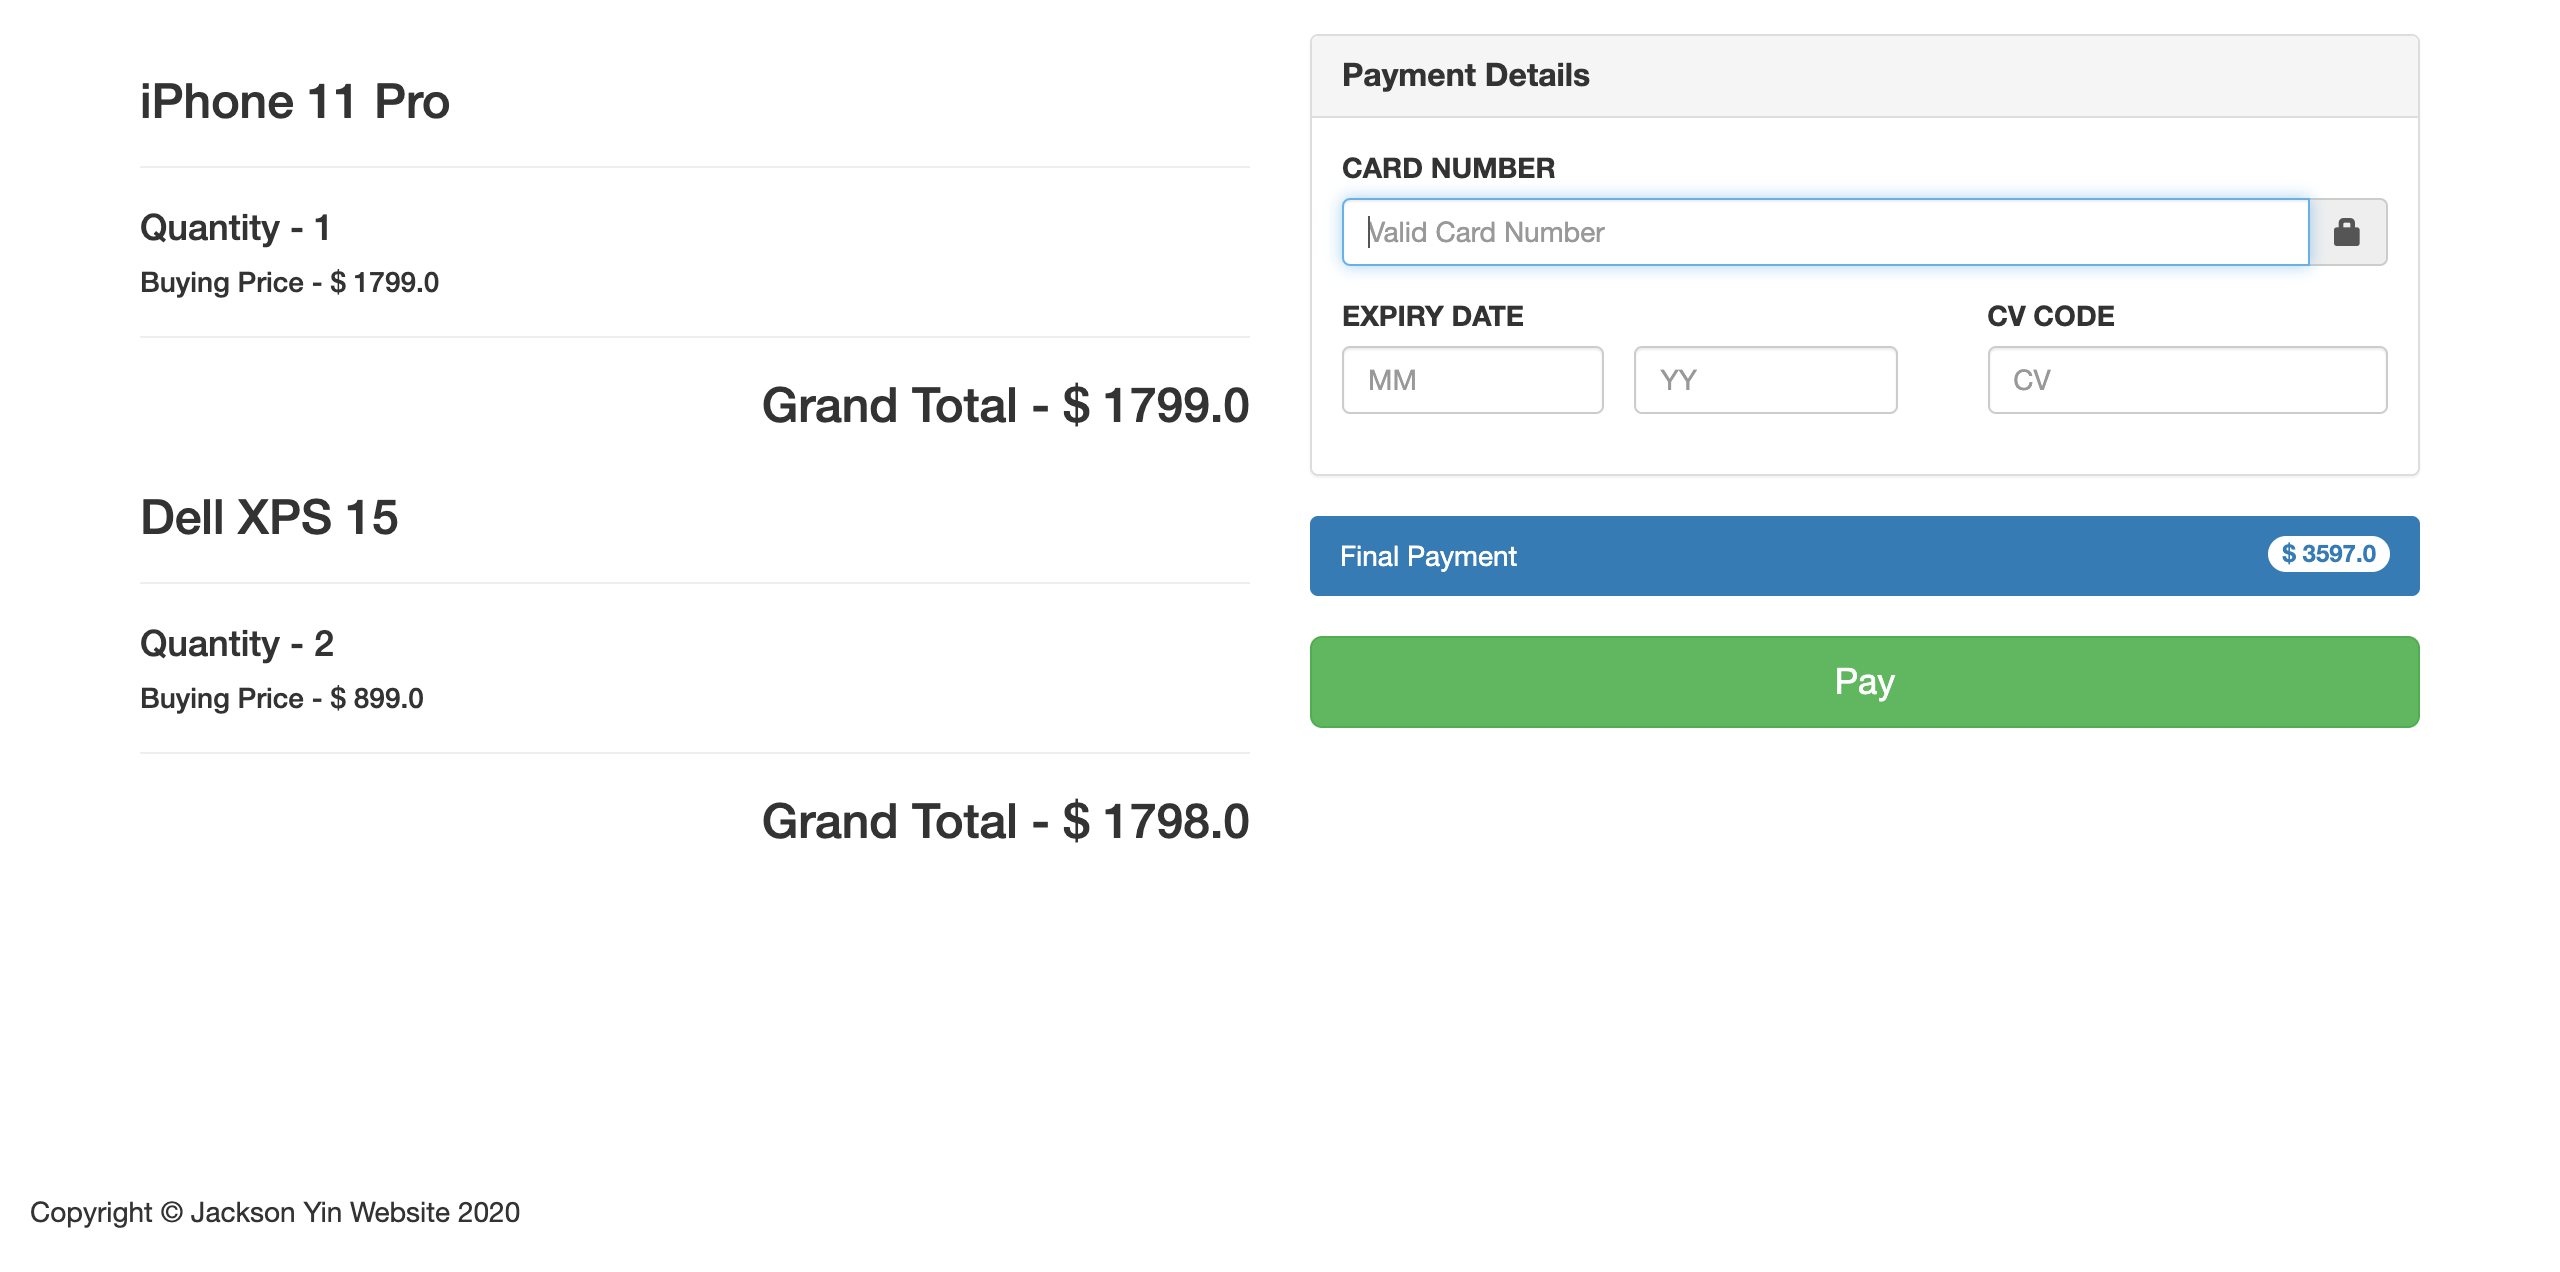 iPhone 11 Pro
Quantity - 1
Buying Price - $ 1799.0
Grand Total - $ 1799.0
Dell XPS 15
Quantity - 2
Buying Price - $ 899.0
Grand Total - $ 1798.0
Payment Details
CARD NUMBER
Valid Card Number
EXPIRY DATE CV CODE
MM YY CV
Final Payment $ 3597.0
Pay
Copyright © Jackson Yin Website 2020